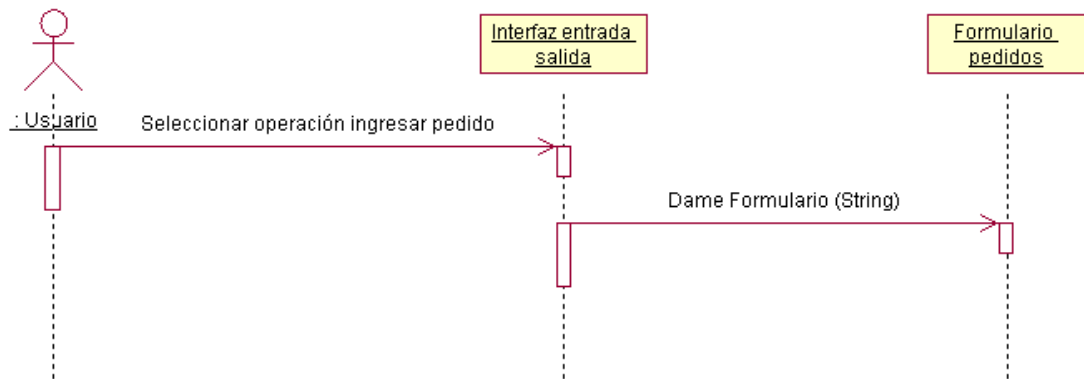 Interfaz entrada
salida
Formulario
pedidos
: Usuario
Seleccionar operación ingresar pedido
Dame Formulario (String)